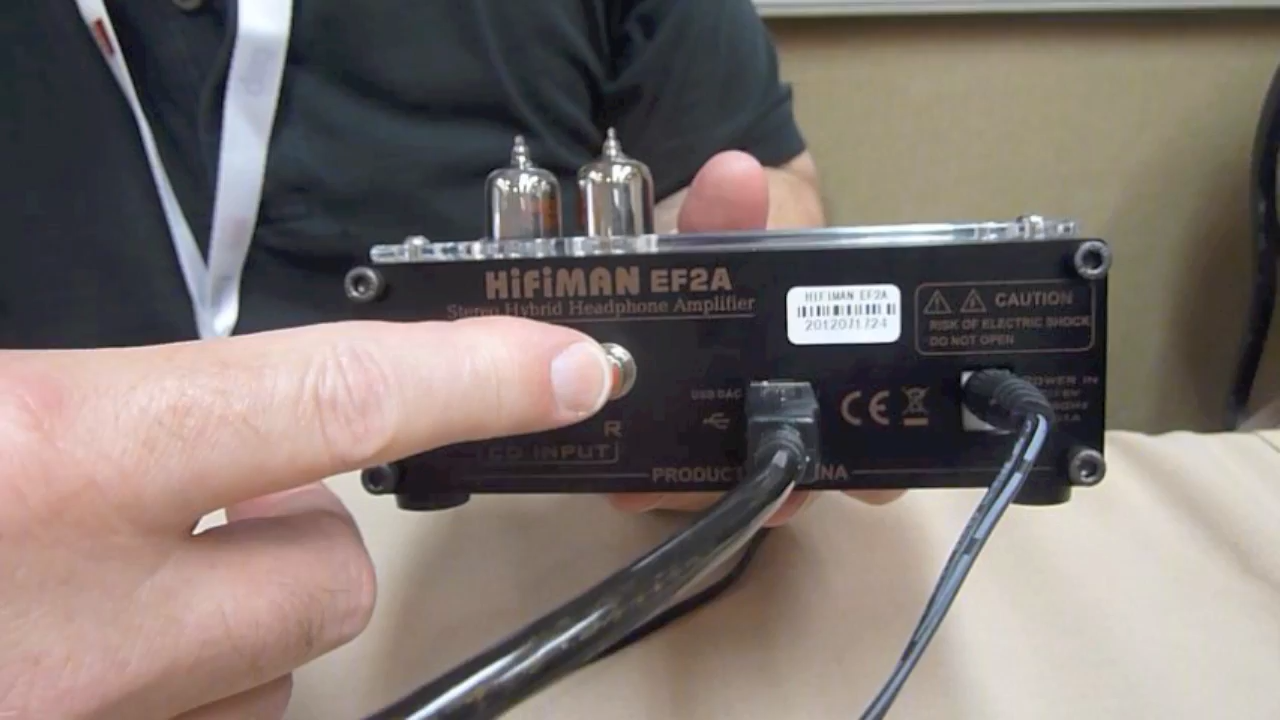 HiFiMAN EF2A
Stereo Hybrid Headphone Amplifier
HIFIMAN EF2A
2012071724
CAUTION
RISK OF ELECTRIC SHOCK
DO NOT OPEN
USB DAC
CE
POWER IN
R
CD INPUT
PRODUCT NA